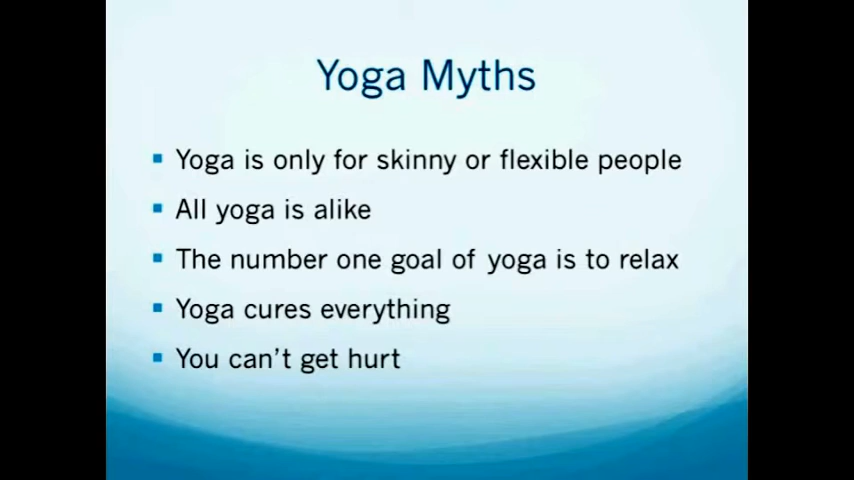 Yoga Myths
Yoga is only for skinny or flexible people
All yoga is alike
The number one goal of yoga is to relax
Yoga cures everything
You can't get hurt